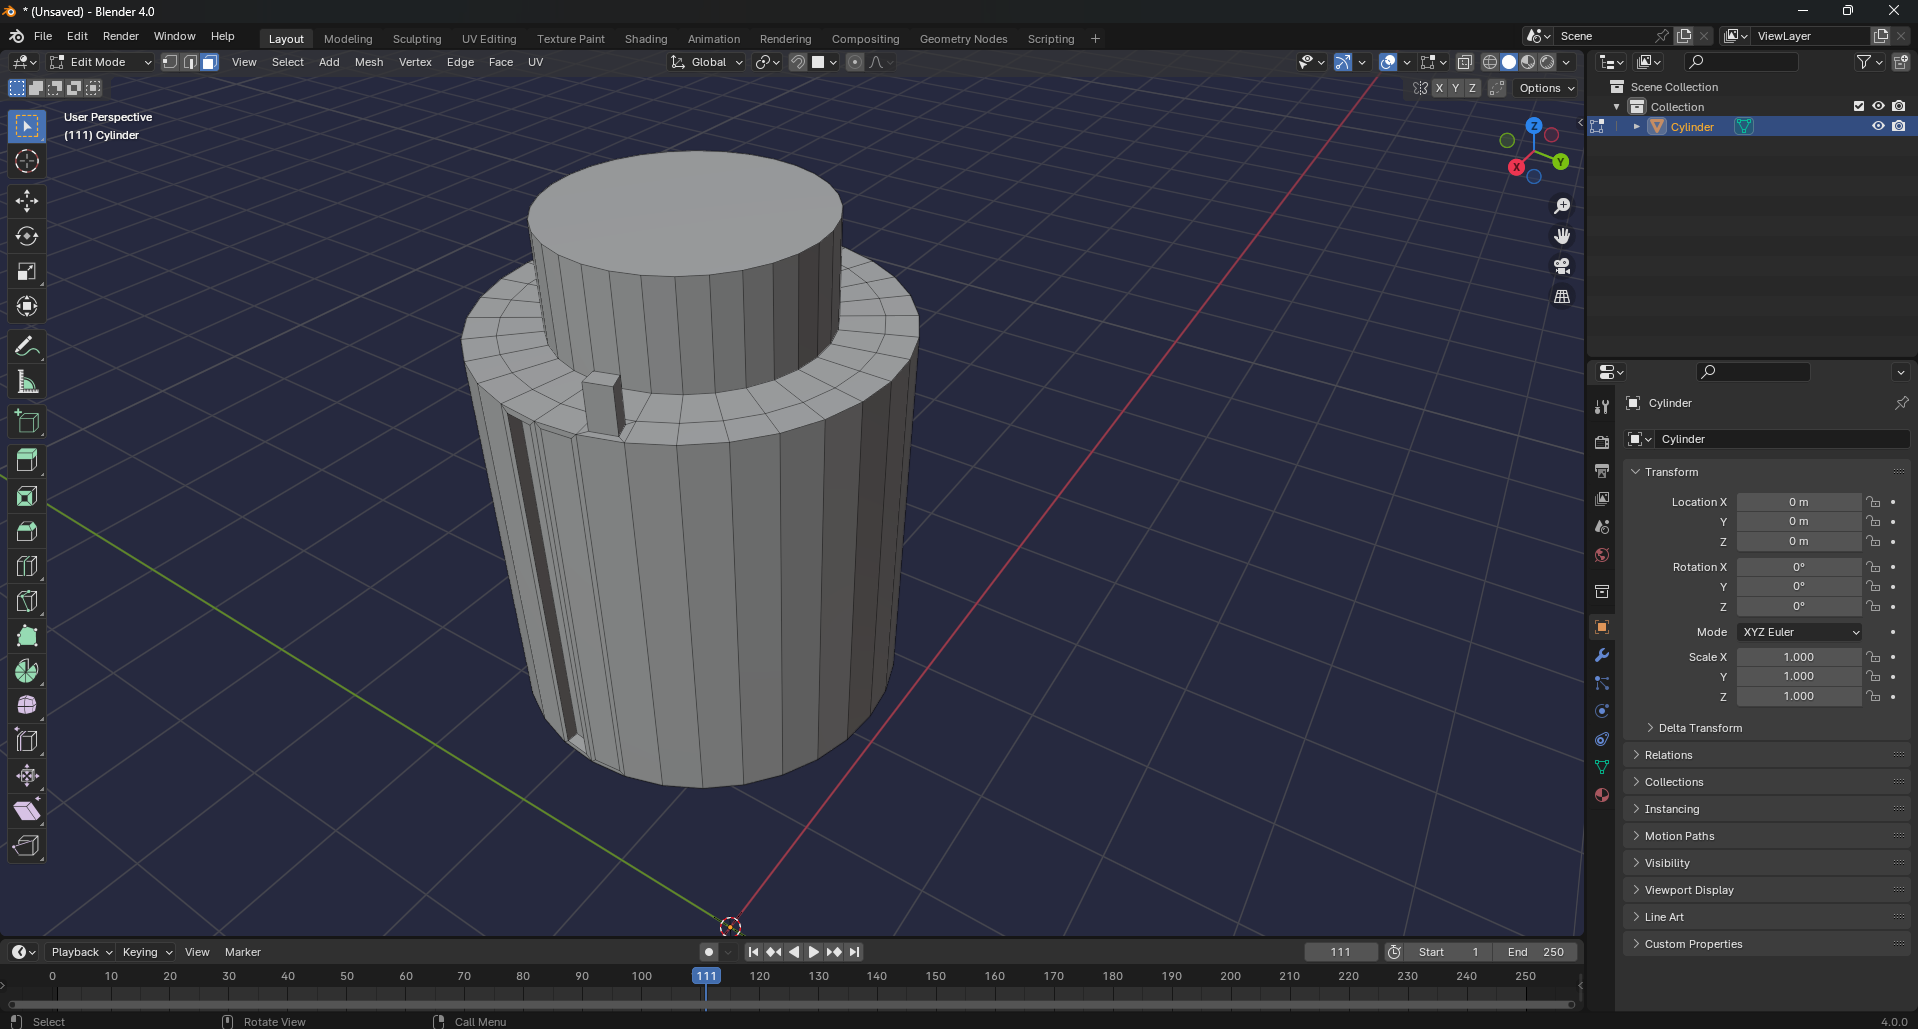 * (Unsaved) - Blender 4.0
File Edit Render Window Help Layout Modeling Sculpting UV Editing Texture Paint Shading Animation Rendering Compositing Geometry Nodes Scripting + Scene ViewLayer
Edit Mode View Select Add Mesh Vertex Edge Face UV Global
X Y Z Options
User Perspective
(111) Cylinder
Z
Y
X
Scene Collection
Collection
Cylinder
Cylinder
Cylinder
Transform
Location X 0 m
Y 0 m
Z 0 m
Rotation X 0°
Y 0°
Z 0°
Mode XYZ Euler
Scale X 1.000
Y 1.000
Z 1.000
Delta Transform
Relations
Collections
Instancing
Motion Paths
Visibility
Viewport Display
Line Art
Custom Properties
Playback Keying View Marker 111 Start 1 End 250
0 10 20 30 40 50 60 70 80 90 100 111 120 130 140 150 160 170 180 190 200 210 220 230 240 250
Select Rotate View Call Menu 4.0.0